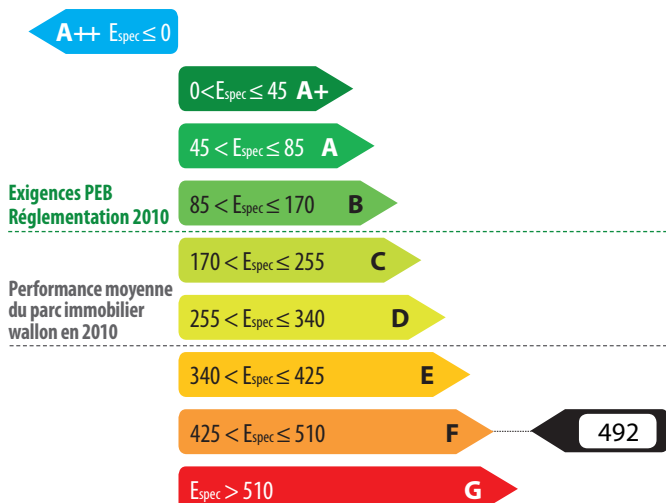 A++ Espec ≤ 0
0<Espec ≤ 45 A+
45 < Espec ≤ 85 A
Exigences PEB
Réglementation 2010
85 < Espec ≤ 170 B
170 < Espec ≤ 255 C
Performance moyenne
du parc immobilier
wallon en 2010
255 < Espec ≤ 340 D
340 < Espec ≤ 425 E
425 < Espec ≤ 510 F
492
Espec > 510 G